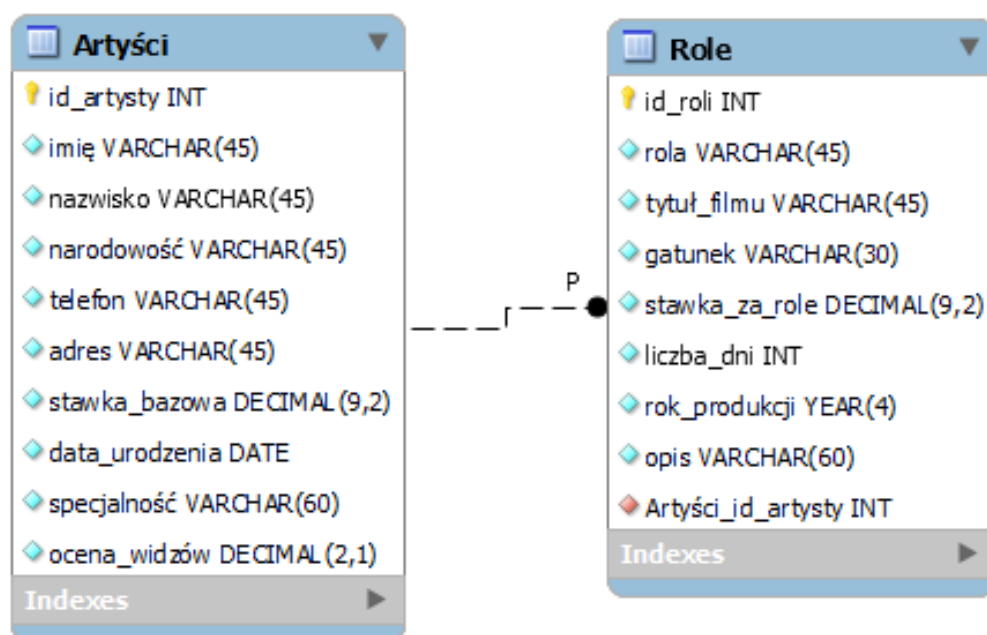 Artyści
id_artysty INT
imię VARCHAR(45)
nazwisko VARCHAR(45)
narodowość VARCHAR(45)
telefon VARCHAR(45)
adres VARCHAR(45)
stawka_bazowa DECIMAL(9,2)
data_urodzenia DATE
specjalność VARCHAR(60)
ocena_widzów DECIMAL(2,1)
Indexes
P
Role
id_roli INT
rola VARCHAR(45)
tytuł_filmu VARCHAR(45)
gatunek VARCHAR(30)
stawka_za_role DECIMAL(9,2)
liczba_dni INT
rok_produkcji YEAR(4)
opis VARCHAR(60)
Artyści_id_artysty INT
Indexes